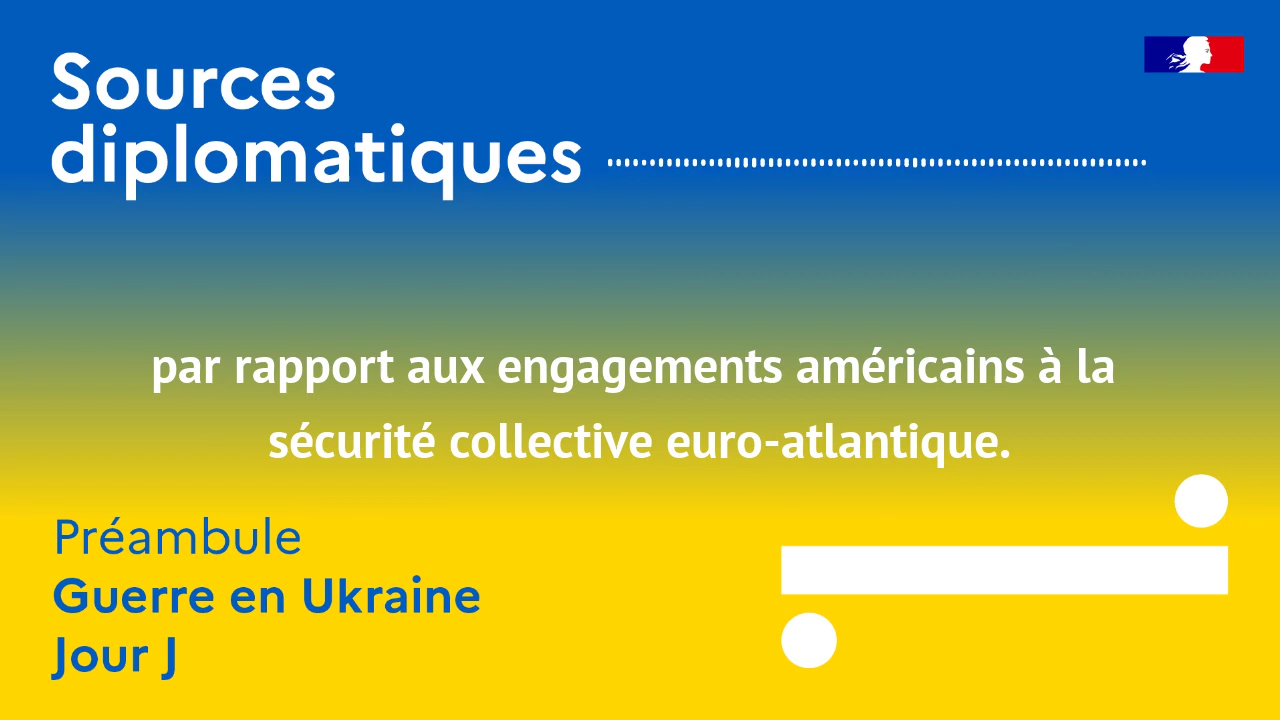 Sources
diplomatiques
par rapport aux engagements américains à la
sécurité collective euro-atlantique.
Préambule
Guerre en Ukraine
Jour J